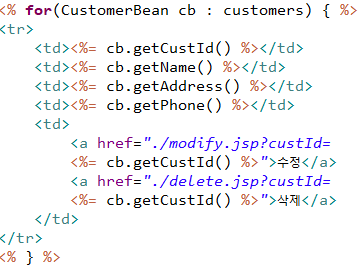 <% for(CustomerBean cb : customers) { %>
<tr>
    <td><%= cb.getCustId() %></td>
    <td><%= cb.getName() %></td>
    <td><%= cb.getAddress() %></td>
    <td><%= cb.getPhone() %></td>
    <td>
        <a href="./modify.jsp?custId=
        <%= cb.getCustId() %>">수정</a>
        <a href="./delete.jsp?custId=
        <%= cb.getCustId() %>">삭제</a>
    </td>
</tr>
<% } %>